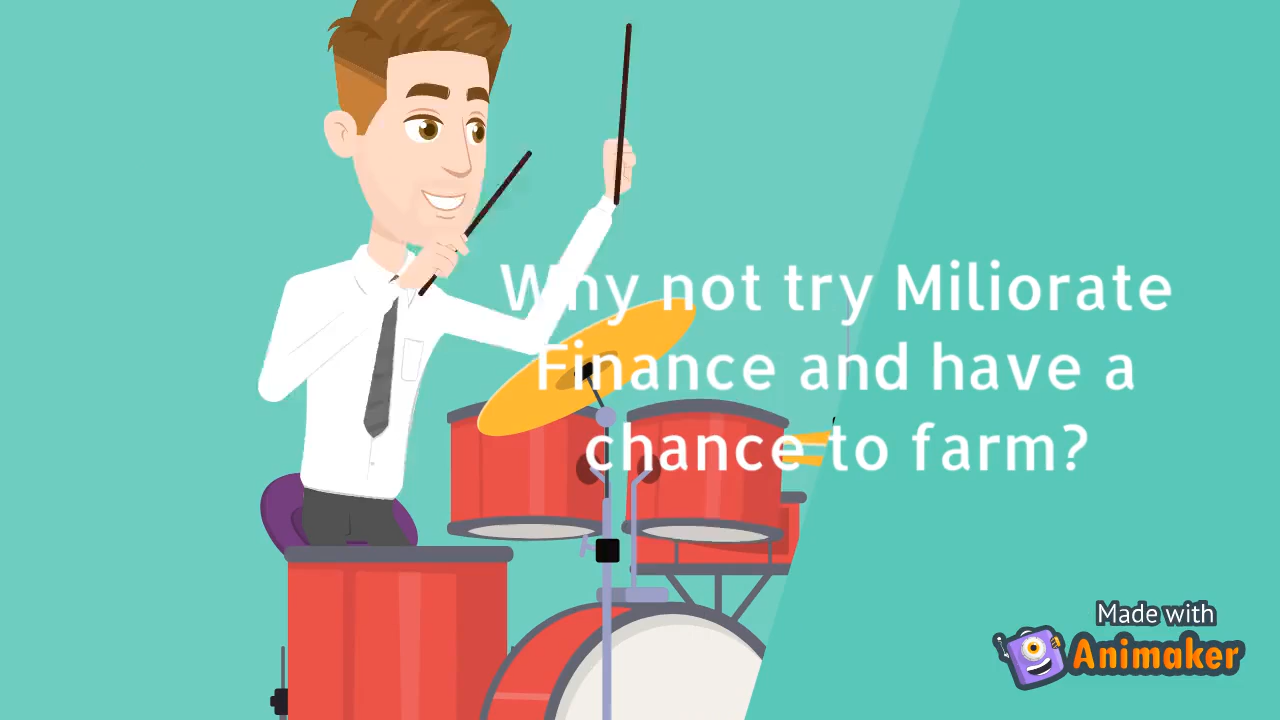 Why not try Miliorate
Finance and have a
chance to farm?
Made with
Animaker